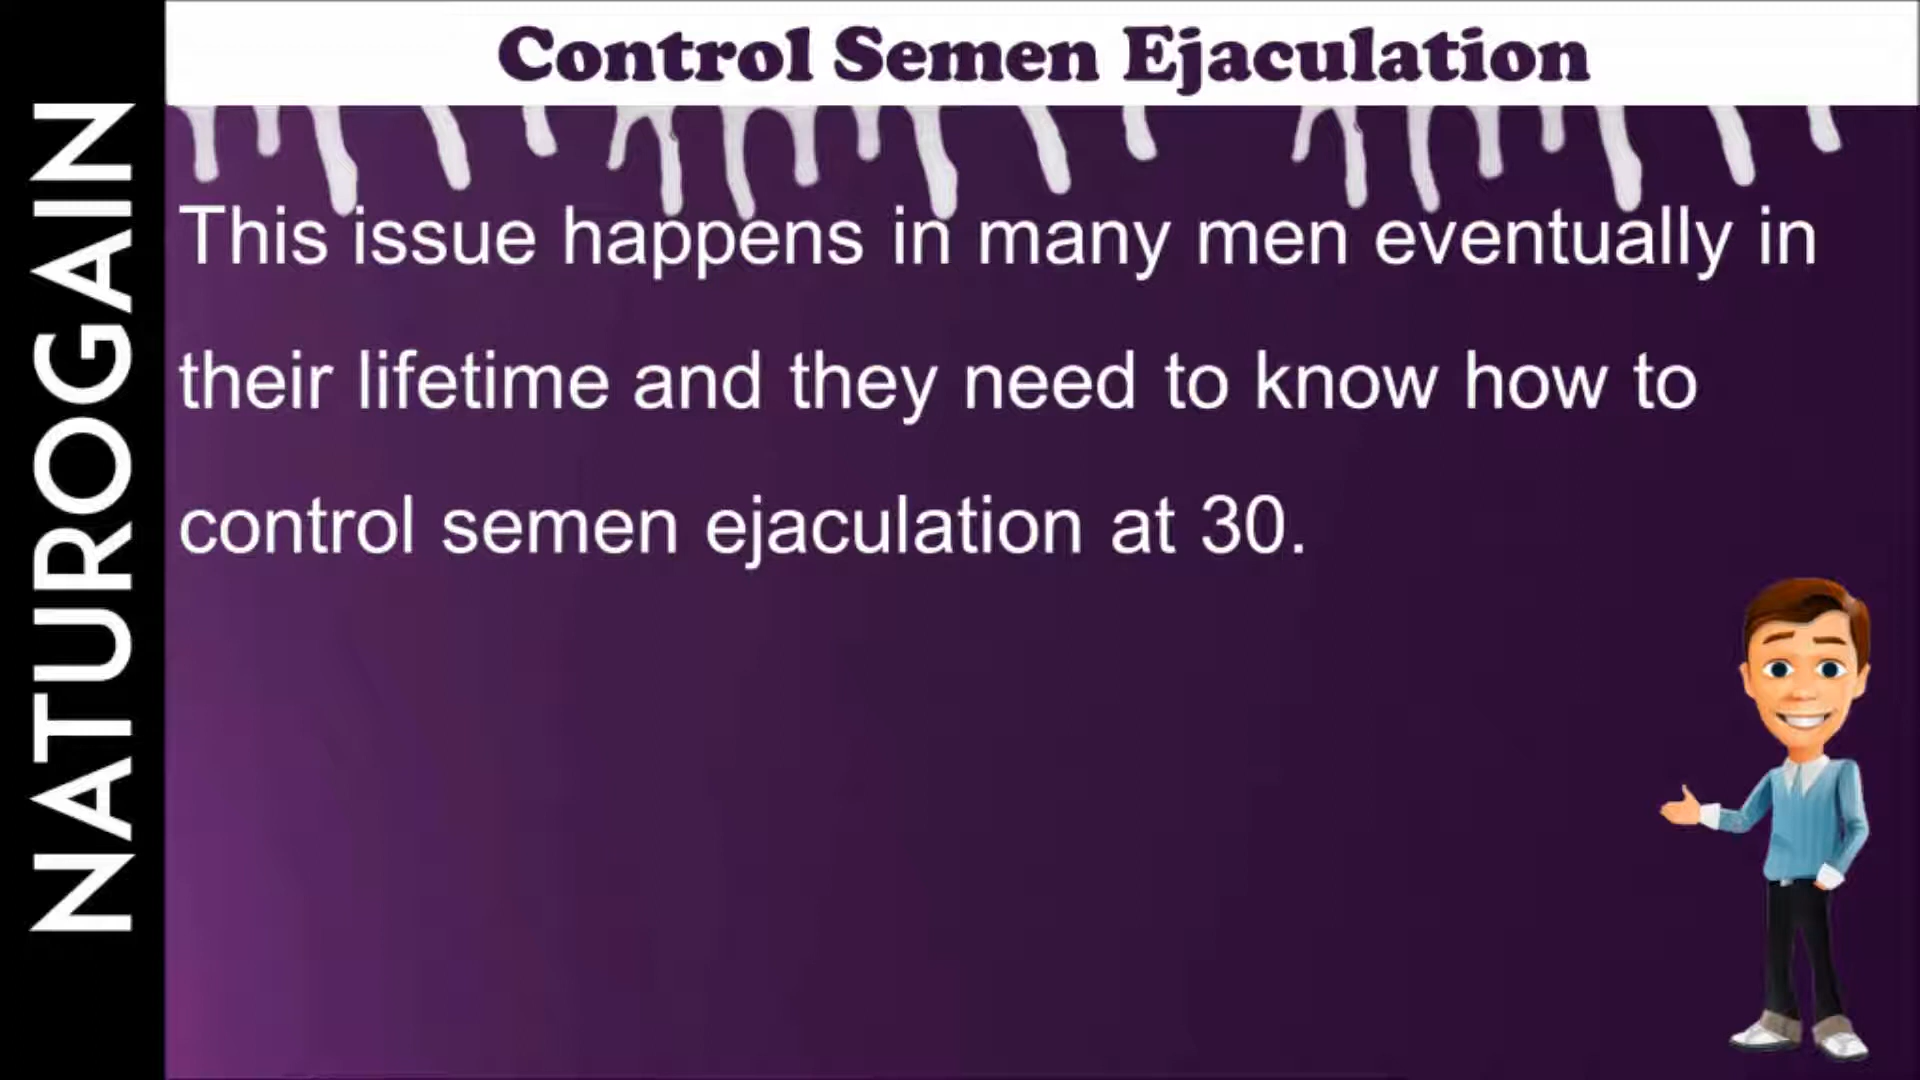 NATUROGAIN
Control Semen Ejaculation
This issue happens in many men eventually in
their lifetime and they need to know how to
control semen ejaculation at 30.